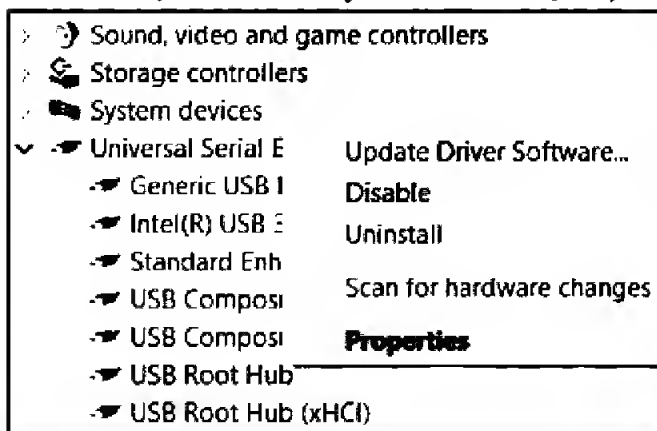 Sound, video and game controllers
Storage controllers
System devices
Universal Serial E
Update Driver Software...
Generic USB
Disable
Intel(R) USB
Uninstall
Standard Enh
Scan for hardware changes
USB Composi
USB Composi
Properties
USB Root Hub
USB Root Hub (xHCI)